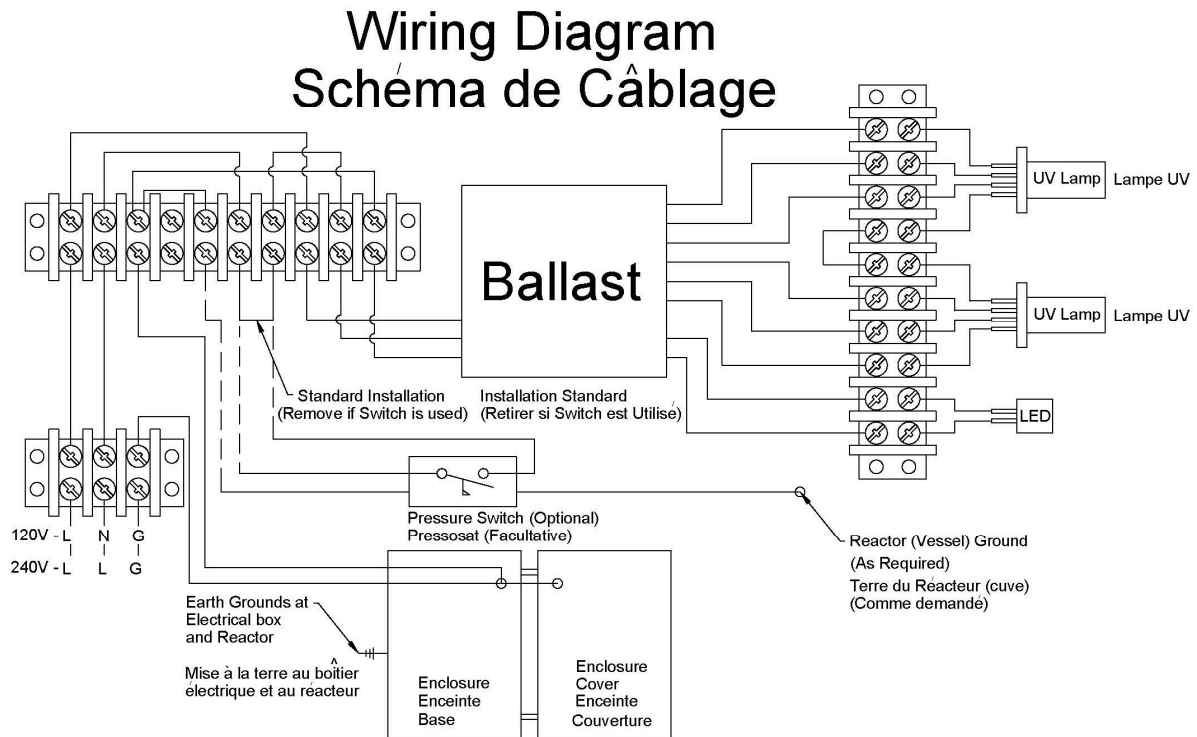 Wiring Diagram
Schéma de Câblage
UV Lamp
Lampe UV
Ballast
UV Lamp
Lampe UV
Standard Installation
(Remove if Switch is used)
Installation Standard
(Retirer si Switch est Utilisé)
LED
120V - L N G
240V - L L G
Pressure Switch (Optional)
Pressosat (Facultative)
Reactor (Vessel) Ground
(As Required)
Terre du Réacteur (cuve)
(Comme demandé)
Earth Grounds at
Electrical box
and Reactor
Mise à la terre au boîtier
électrique et au réacteur
Enclosure
Enceinte
Base
Enclosure
Cover
Enceinte
Couverture